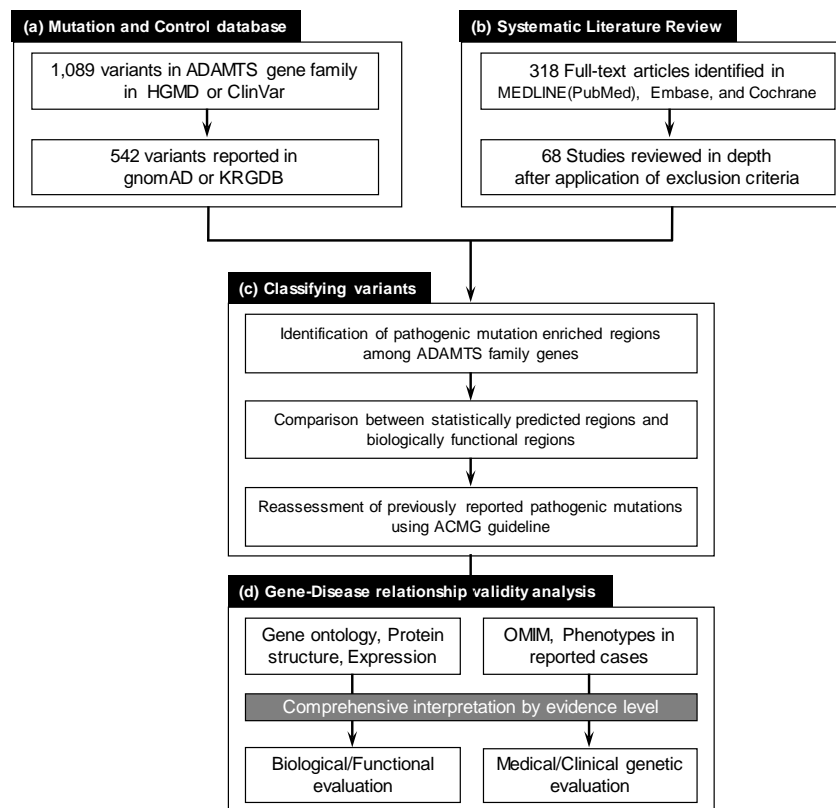 (a) Mutation and Control database
1,089 variants in ADAMTS gene family
in HGMD or ClinVar
542 variants reported in
gnomAD or KRGDB
(b) Systematic Literature Review
318 Full-text articles identified in
MEDLINE(PubMed), Embase, and Cochrane
68 Studies reviewed in depth
after application of exclusion criteria
(c) Classifying variants
Identification of pathogenic mutation enriched regions
among ADAMTS family genes
Comparison between statistically predicted regions and
biologically functional regions
Reassessment of previously reported pathogenic mutations
using ACMG guideline
(d) Gene-Disease relationship validity analysis
Gene ontology, Protein
structure, Expression
OMIM, Phenotypes in
reported cases
Comprehensive interpretation by evidence level
Biological/Functional
evaluation
Medical/Clinical genetic
evaluation